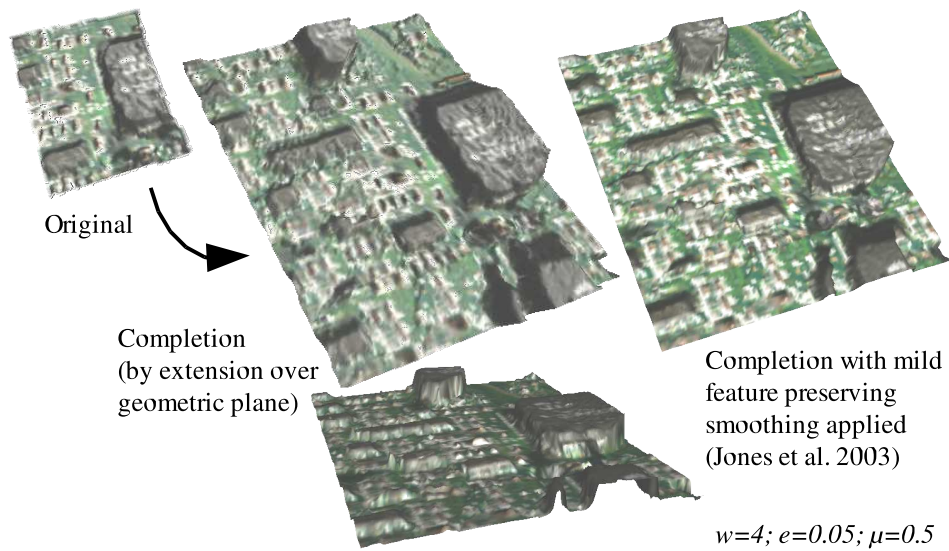 Original
Completion
(by extension over
geometric plane)
Completion with mild
feature preserving
smoothing applied
(Jones et al. 2003)
w=4; e=0.05; μ=0.5